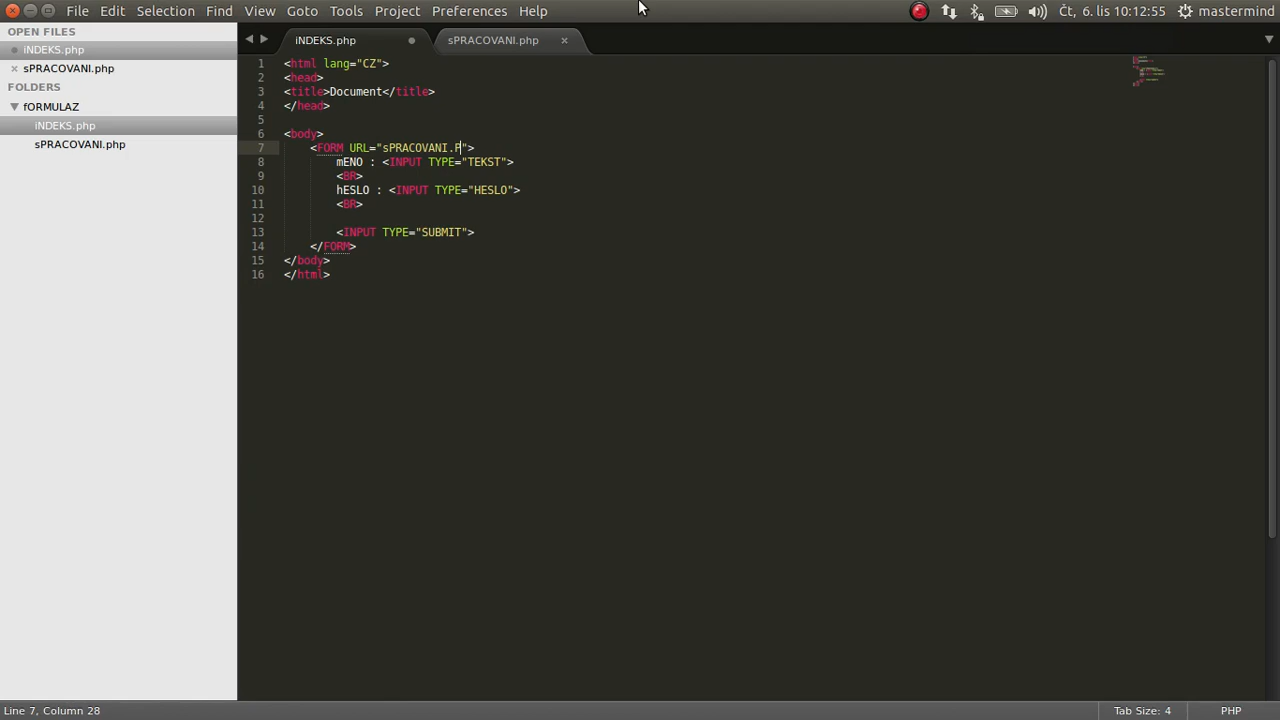 File Edit Selection Find View Goto Tools Project Preferences Help
Čt, 6. lis 10:12:55 mastermind
OPEN FILES
iNDEKS.php
sPRACOVANI.php
FOLDERS
fORMULAZ
iNDEKS.php
sPRACOVANI.php
iNDEKS.php sPRACOVANI.php
1 <html lang="CZ">
2 <head>
3 <title>Document</title>
4 </head>
5
6 <body>
7 <FORM URL="sPRACOVANI.P">
8 mENO : <INPUT TYPE="TEKST">
9 <BR>
10 hESLO : <INPUT TYPE="HESLO">
11 <BR>
12
13 <INPUT TYPE="SUBMIT">
14 </FORM>
15 </body>
16 </html>
Line 7, Column 28 Tab Size: 4 PHP